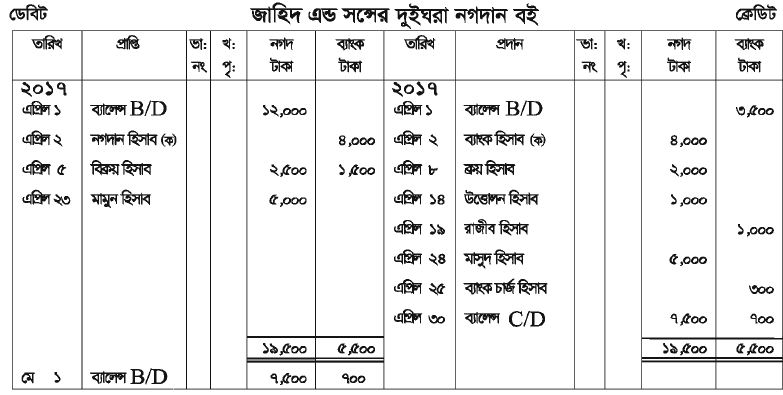 ডেবিট জাহিদ এন্ড সন্সের দুইঘরা নগদান বই ক্রেডিট
তারিখ প্রাপ্তি ভা: নং খ: পৃ: নগদ টাকা ব্যাংক টাকা তারিখ প্রদান ভা: নং খ: পৃ: নগদ টাকা ব্যাংক টাকা
২০১৭ ২০১৭
এপ্রিল ১ ব্যালেন্স B/D ১২,০০০ এপ্রিল ১ ব্যালেন্স B/D ৩,৫০০
এপ্রিল ২ নগদান হিসাব (ক) ৪,০০০ এপ্রিল ২ ব্যাংক হিসাব (ক) ৪,০০০
এপ্রিল ৫ বিক্রয় হিসাব ২,৫০০ ১,৫০০ এপ্রিল ৮ ক্রয় হিসাব ২,০০০
এপ্রিল ২৩ মামুন হিসাব ৫,০০০ এপ্রিল ১৪ উত্তোলন হিসাব ১,০০০
এপ্রিল ১৯ রাজীব হিসাব ১,০০০
এপ্রিল ২৪ মাসুদ হিসাব ৫,০০০
এপ্রিল ২৫ ব্যাংক চার্জ হিসাব ৩০০
এপ্রিল ৩০ ব্যালেন্স C/D ৭,৫০০ ৭০০
১৯,৫০০ ৫,৫০০ ১৯,৫০০ ৫,৫০০
মে ১ ব্যালেন্স B/D ৭,৫০০ ৭০০